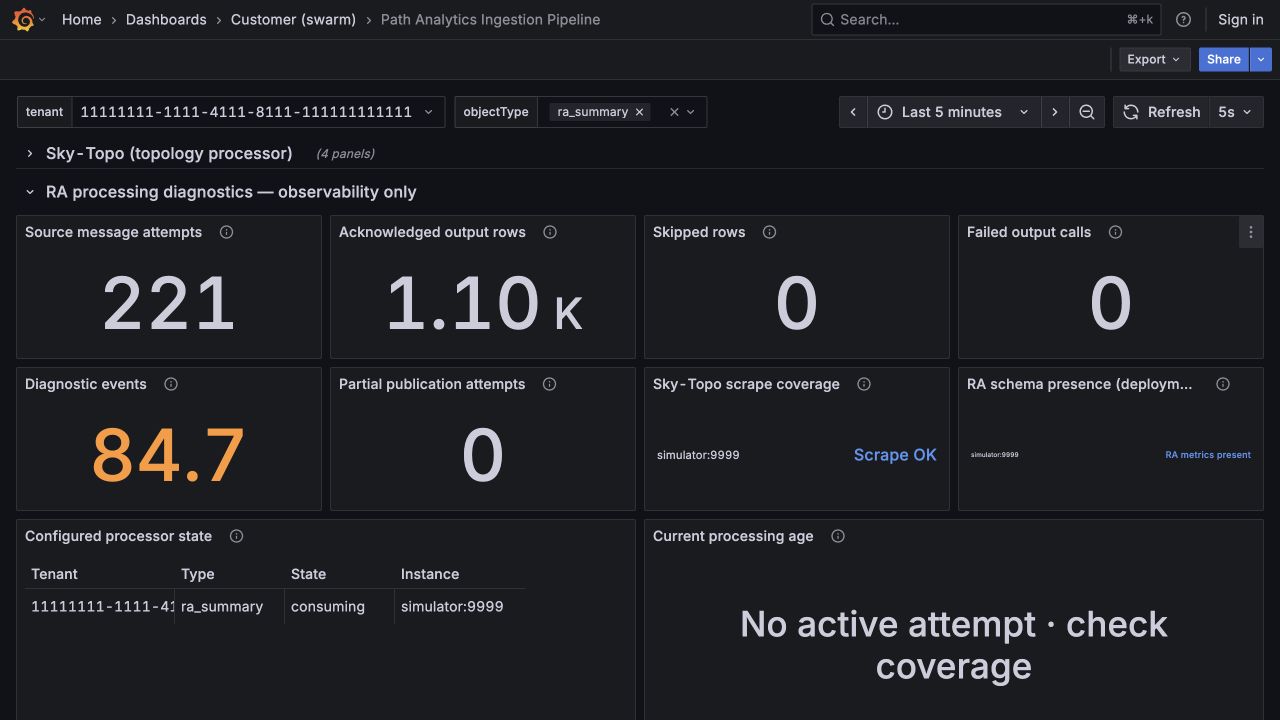 Home › Dashboards › Customer (swarm) › Path Analytics Ingestion Pipeline
Search... ⌘+k
Sign in
Export
Share
tenant 11111111-1111-4111-8111-111111111111
objectType ra_summary
Last 5 minutes
Refresh 5s
Sky-Topo (topology processor) (4 panels)
RA processing diagnostics — observability only
Source message attempts
221
Acknowledged output rows
1.10 K
Skipped rows
0
Failed output calls
0
Diagnostic events
84.7
Partial publication attempts
0
Sky-Topo scrape coverage
simulator:9999 Scrape OK
RA schema presence (deploym...
simulator:9999 RA metrics present
Configured processor state
Tenant Type State Instance
11111111-1111-41 ra_summary consuming simulator:9999
Current processing age
No active attempt · check
coverage